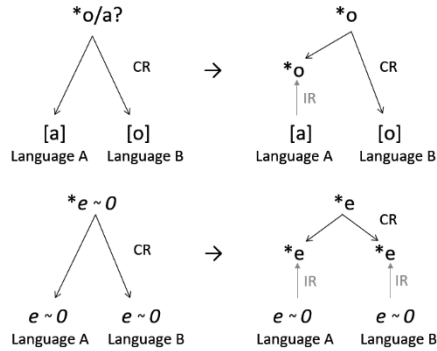 *o/a? *o
CR → *o CR
IR
[a] [o] [a] [o]
Language A Language B Language A Language B
*e ~ 0 *e
CR
CR → *e *e
IR IR
e ~ 0 e ~ 0 e ~ 0 e ~ 0
Language A Language B Language A Language B